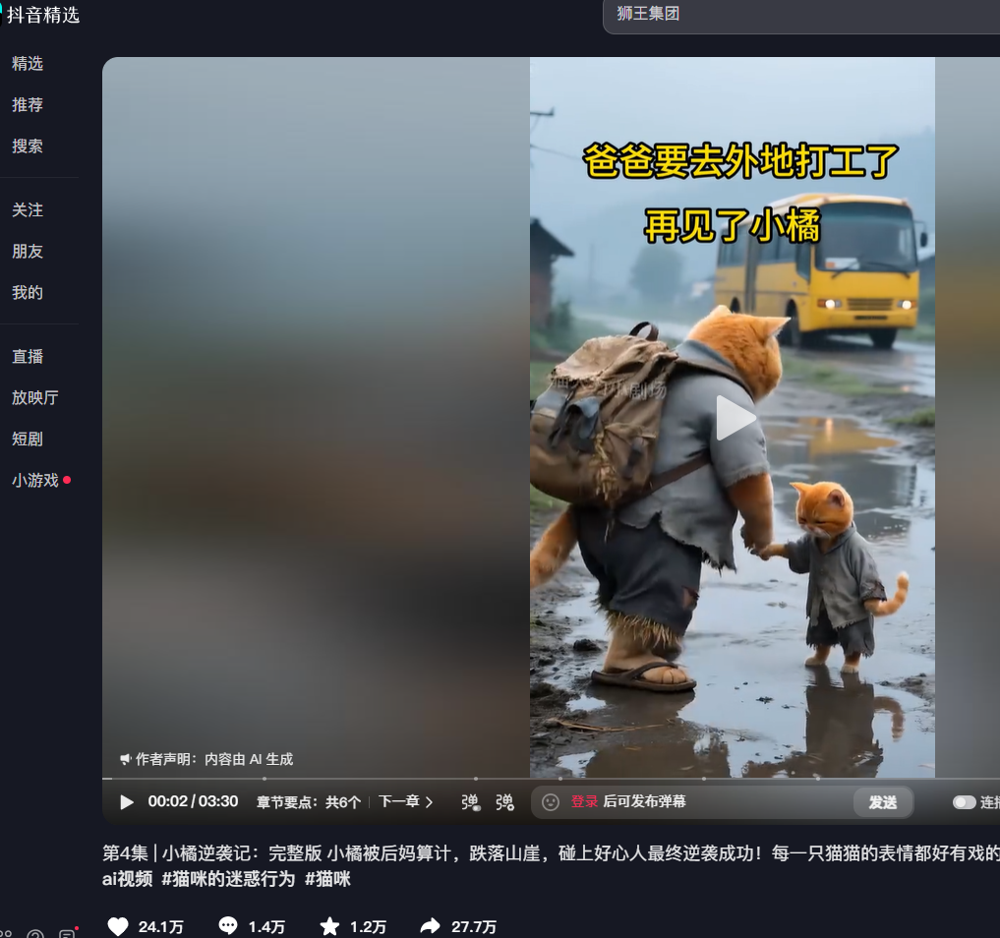 抖音精选
狮王集团
精选
推荐
搜索
关注
朋友
我的
直播
放映厅
短剧
小游戏
爸爸要去外地打工了
再见了小橘
作者声明：内容由 AI 生成
00:02 / 03:30 章节要点：共6个 下一章 弹 弹 登录 后可发布弹幕 发送 连播
第4集 | 小橘逆袭记：完整版 小橘被后妈算计，跌落山崖，碰上好心人最终逆袭成功！每一只猫猫的表情都好有戏的
ai视频 #猫咪的迷惑行为 #猫咪
24.1万 1.4万 1.2万 27.7万